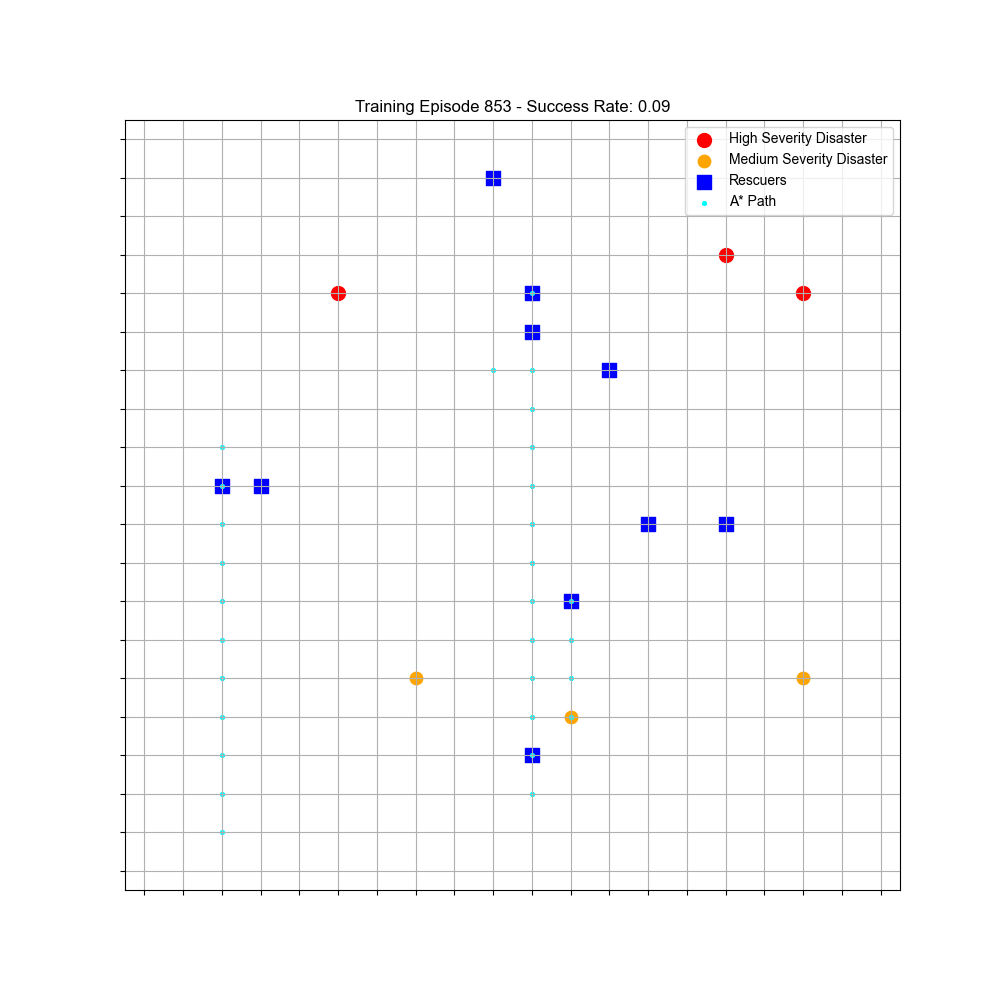 Training Episode 853 - Success Rate: 0.09
High Severity Disaster
Medium Severity Disaster
Rescuers
A* Path